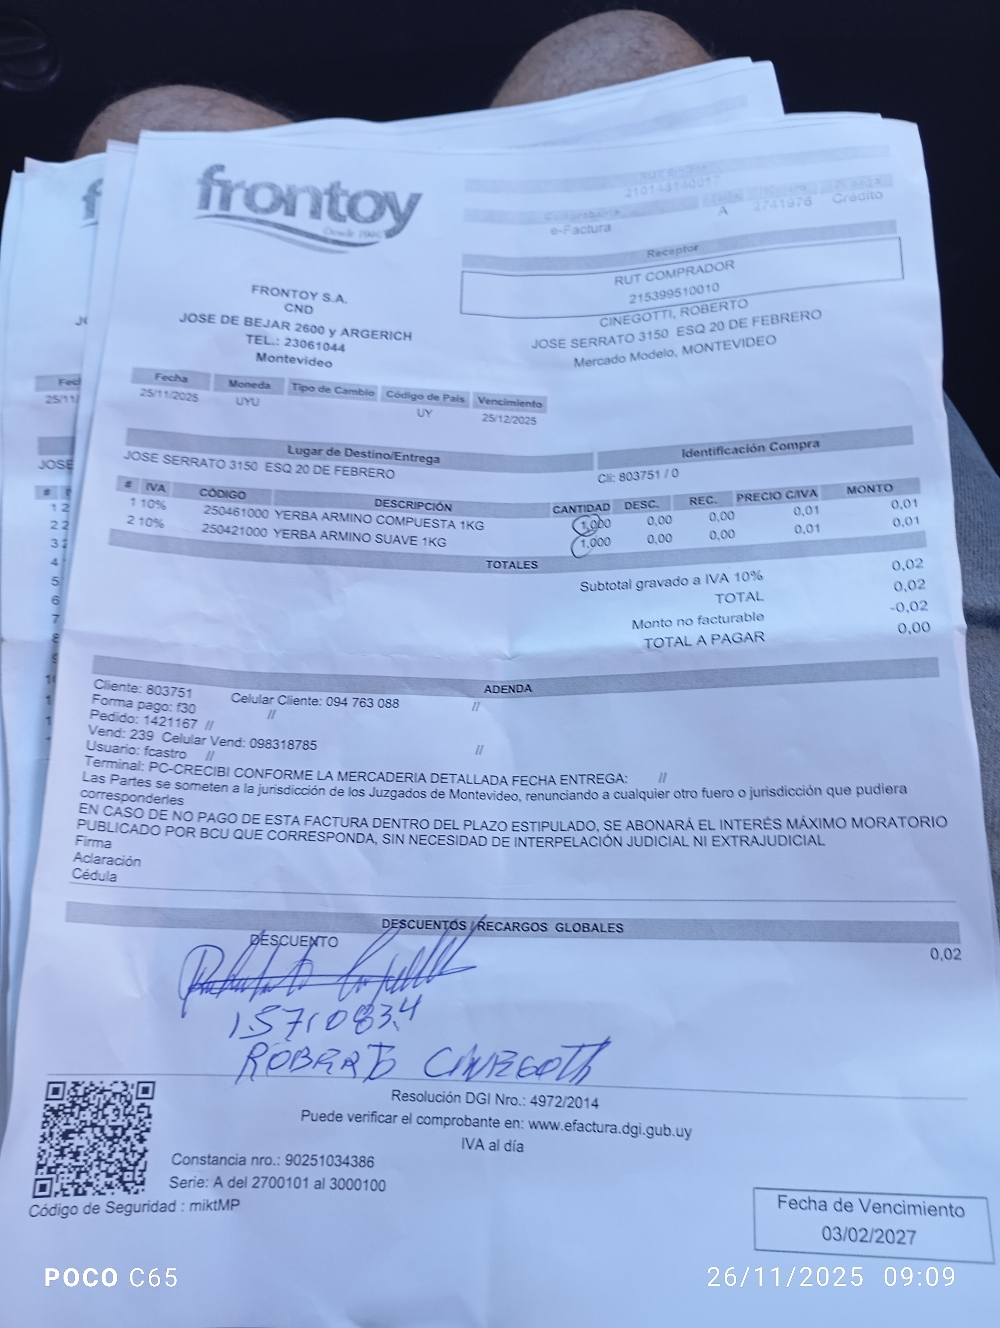 frontoy
Desde 1995
FRONTOY S.A.
CND
JOSE DE BEJAR 2600 y ARGERICH
TEL.: 23061044
Montevideo
Comprobante
e-Factura
A 2741976 Crédito
Receptor
RUT COMPRADOR
215399510010
CINEGOTTI, ROBERTO
JOSE SERRATO 3150 ESQ 20 DE FEBRERO
Mercado Modelo, MONTEVIDEO
Fecha Moneda Tipo de Cambio Código de País Vencimiento
25/11/2025 UYU UY 25/12/2025
Lugar de Destino/Entrega Identificación Compra
JOSE SERRATO 3150 ESQ 20 DE FEBRERO Cli: 803751 / 0
# IVA CÓDIGO DESCRIPCIÓN CANTIDAD DESC. REC. PRECIO C/IVA MONTO
1 10% 250461000 YERBA ARMINO COMPUESTA 1KG 1,000 0,00 0,00 0,01 0,01
2 10% 250421000 YERBA ARMINO SUAVE 1KG 1,000 0,00 0,00 0,01 0,01
TOTALES
Subtotal gravado a IVA 10% 0,02
TOTAL 0,02
Monto no facturable -0,02
TOTAL A PAGAR 0,00
ADENDA
Cliente: 803751 Celular Cliente: 094 763 088 //
Forma pago: f30 //
Pedido: 1421167 //
Vend: 239 Celular Vend: 098318785 //
Usuario: fcastro //
Terminal: PC-CRECIBI CONFORME LA MERCADERIA DETALLADA FECHA ENTREGA: //
Las Partes se someten a la jurisdicción de los Juzgados de Montevideo, renunciando a cualquier otro fuero o jurisdicción que pudiera
corresponderles
EN CASO DE NO PAGO DE ESTA FACTURA DENTRO DEL PLAZO ESTIPULADO, SE ABONARÁ EL INTERÉS MÁXIMO MORATORIO
PUBLICADO POR BCU QUE CORRESPONDA, SIN NECESIDAD DE INTERPELACIÓN JUDICIAL NI EXTRAJUDICIAL
Firma
Aclaración
Cédula
DESCUENTOS / RECARGOS GLOBALES
DESCUENTO 0,02
15710834
ROBERTO CINEGOTTI
Resolución DGI Nro.: 4972/2014
Puede verificar el comprobante en: www.efactura.dgi.gub.uy
IVA al día
Constancia nro.: 90251034386
Serie: A del 2700101 al 3000100
Código de Seguridad : miktMP
Fecha de Vencimiento
03/02/2027
POCO C65
26/11/2025 09:09